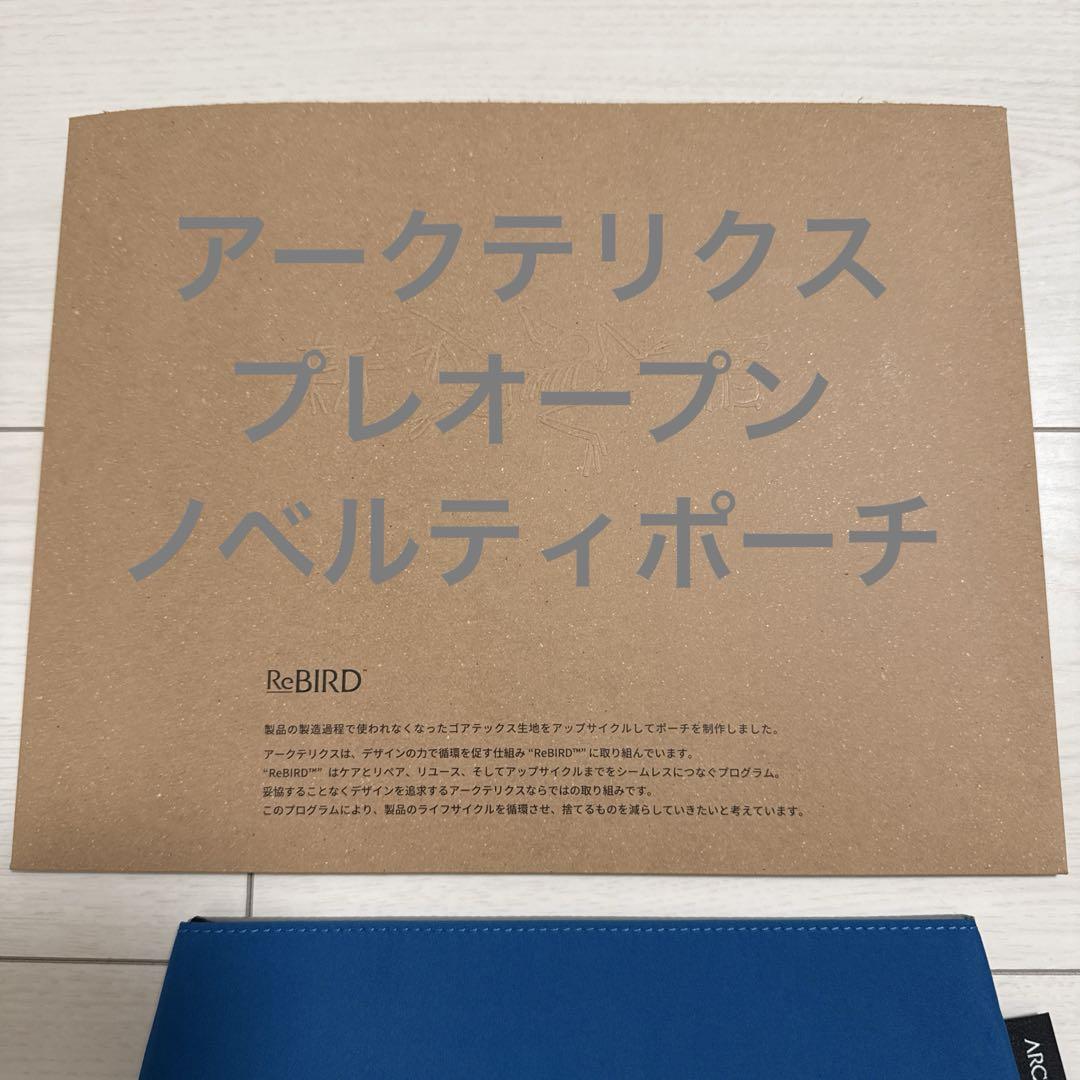 アークテリクス
プレオープン
ノベルティポーチ
ReBIRD™
製品の製造過程で使われなくなったゴアテックス生地をアップサイクルしてポーチを制作しました。
アークテリクスは、デザインの力で循環を促す仕組み “ReBIRD™” に取り組んでいます。
“ReBIRD™” はケアとリペア、リユース、そしてアップサイクルまでをシームレスにつなぐプログラム。
妥協することなくデザインを追求するアークテリクスならではの取り組みです。
このプログラムにより、製品のライフサイクルを循環させ、捨てるものを減らしていきたいと考えています。
ARC